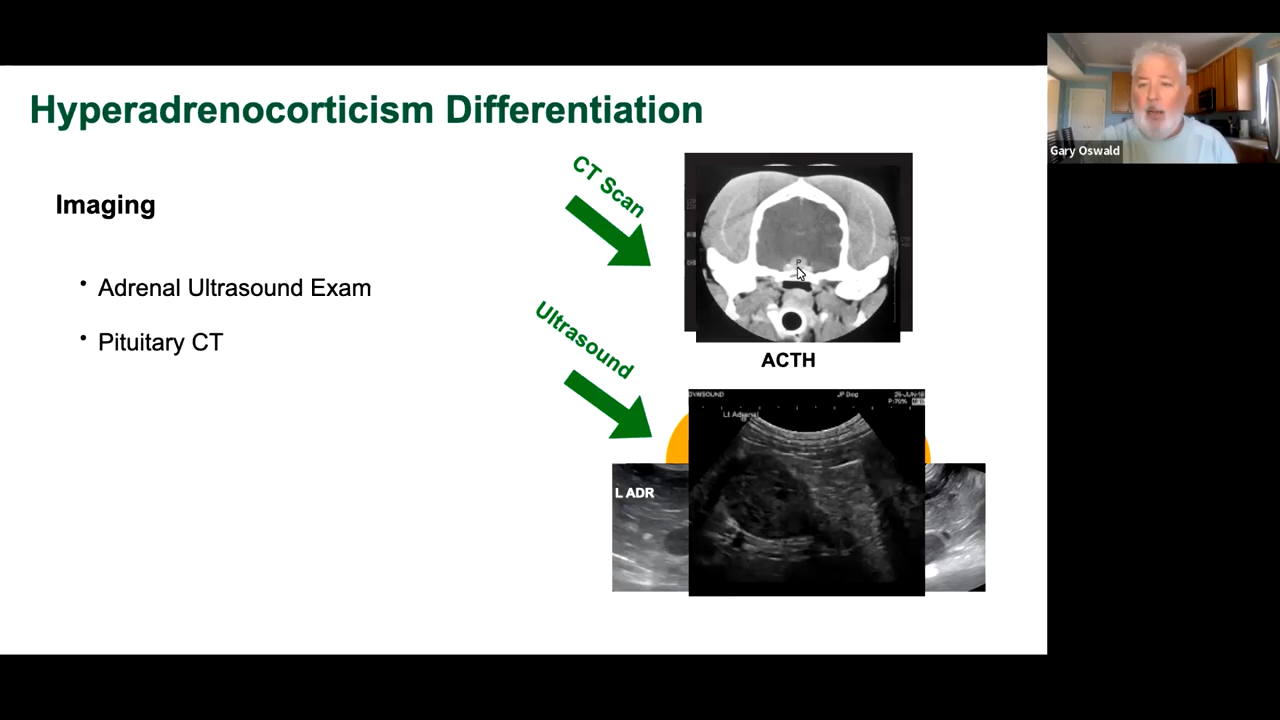 Hyperadrenocorticism Differentiation
Imaging
• Adrenal Ultrasound Exam
• Pituitary CT
CT Scan
P
ACTH
Ultrasound
Lt Adrenal
L ADR
Gary Oswald